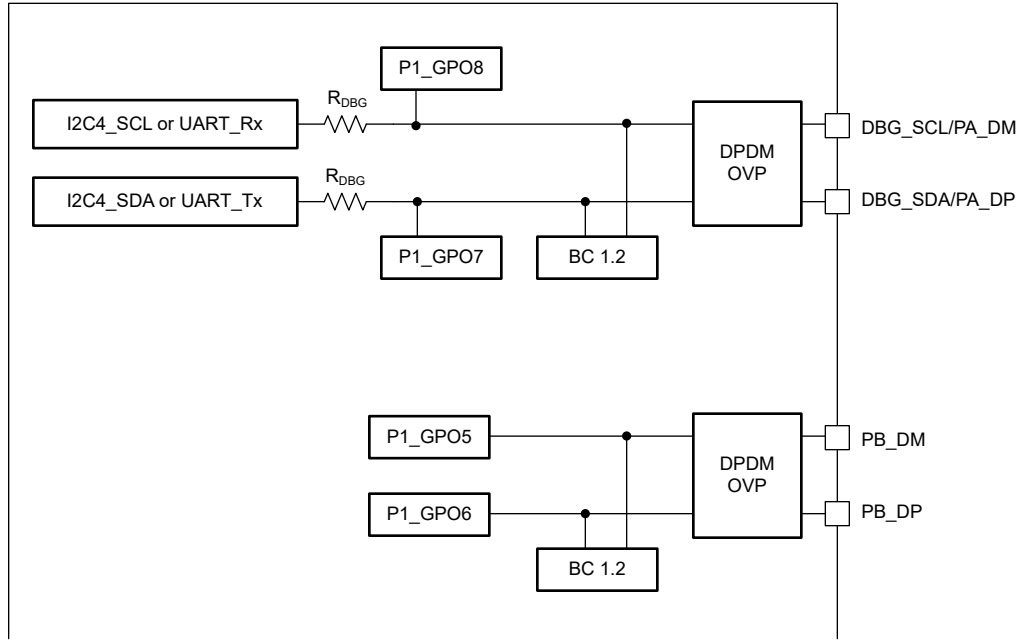 P1_GPO8
I2C4_SCL or UART_Rx
RDBG
DPDM
OVP
DBG_SCL/PA_DM
I2C4_SDA or UART_Tx
RDBG
DBG_SDA/PA_DP
P1_GPO7
BC 1.2
P1_GPO5
DPDM
OVP
PB_DM
P1_GPO6
PB_DP
BC 1.2